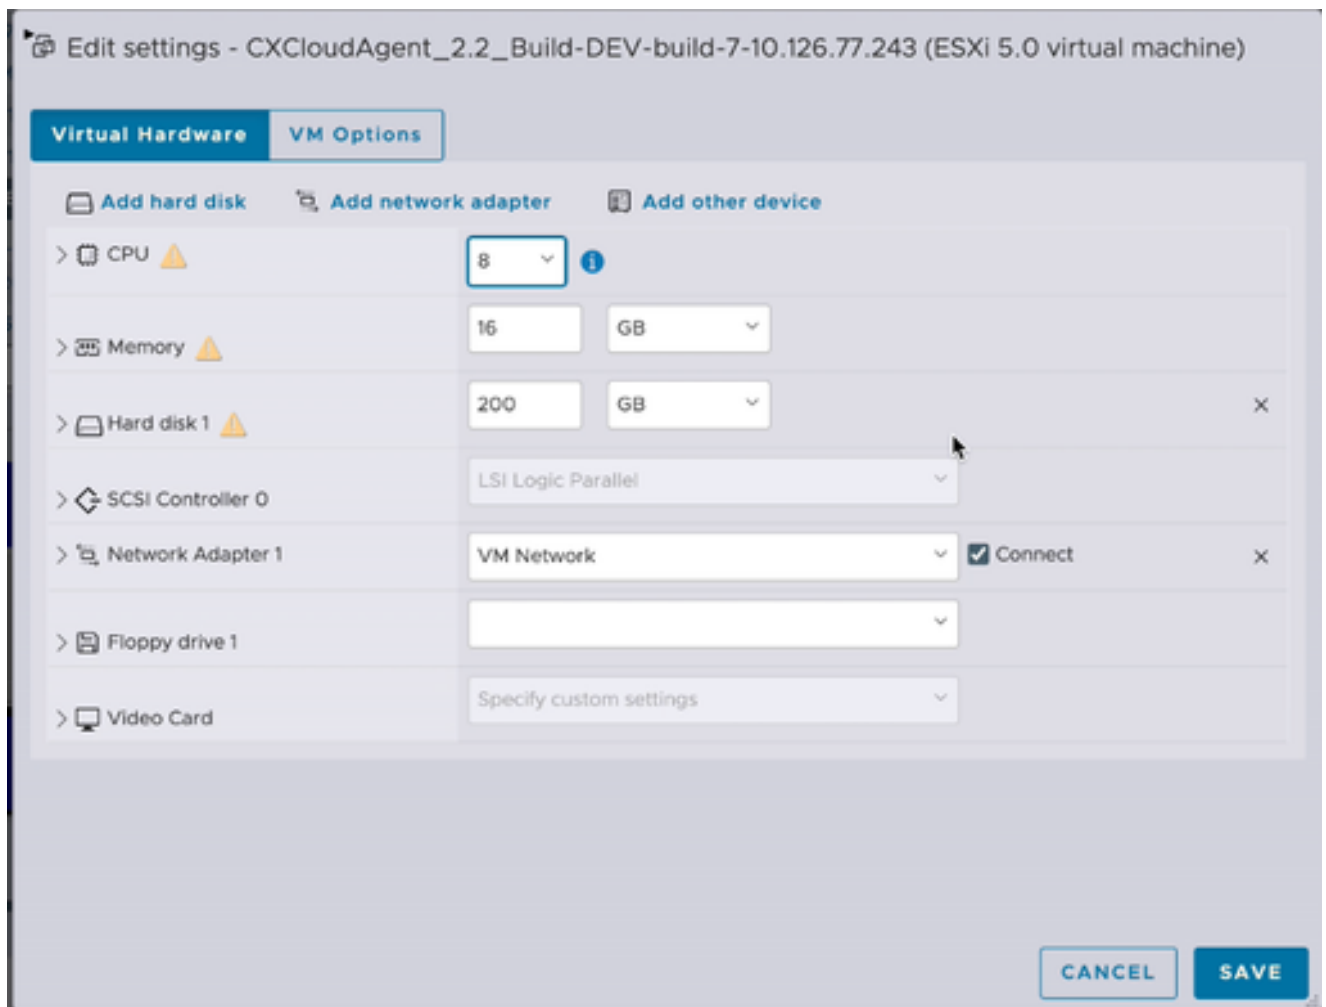 Edit settings - CXCloudAgent_2.2_Build-DEV-build-7-10.126.77.243 (ESXi 5.0 virtual machine)
Virtual Hardware VM Options
Add hard disk Add network adapter Add other device
CPU 8
Memory 16 GB
Hard disk 1 200 GB
SCSI Controller 0 LSI Logic Parallel
Network Adapter 1 VM Network Connect
Floppy drive 1
Video Card Specify custom settings
CANCEL SAVE